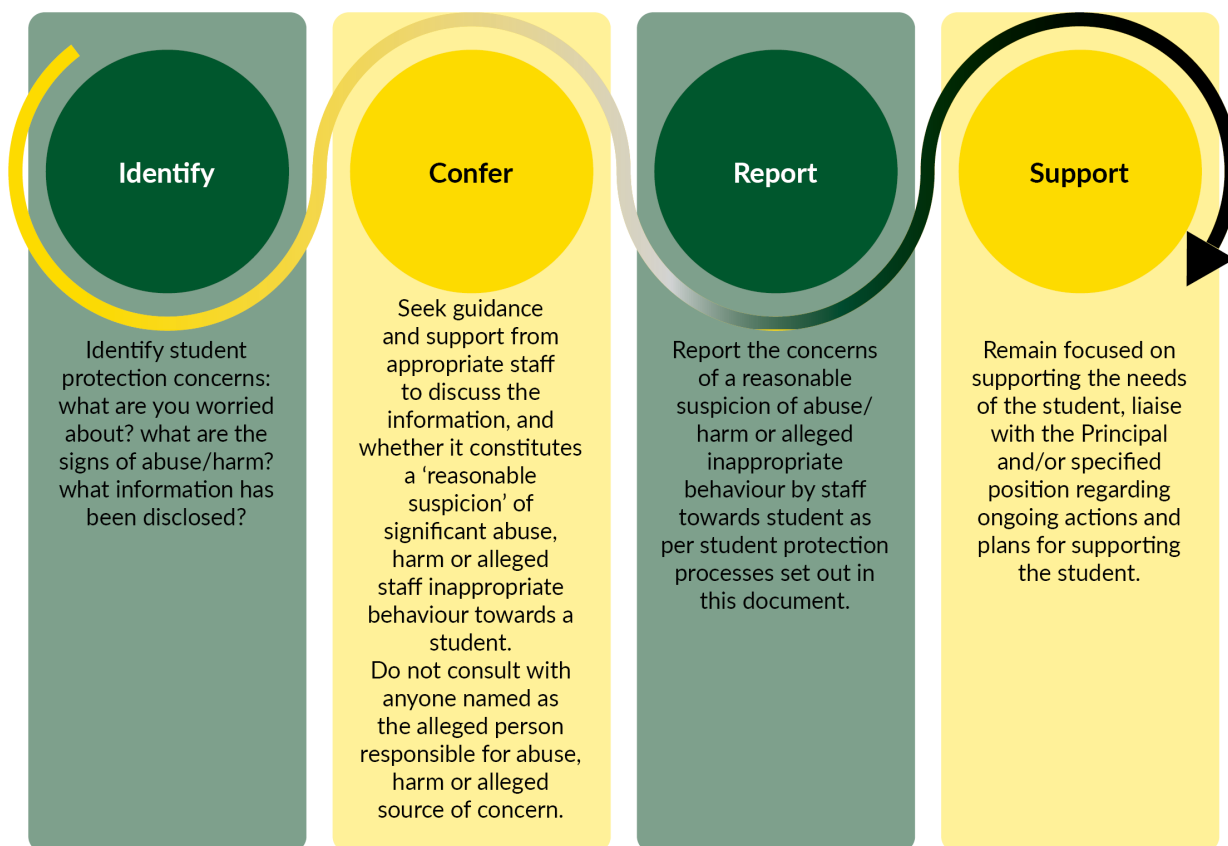 Identify
Identify student
protection concerns:
what are you worried
about? what are the
signs of abuse/harm?
what information has
been disclosed?
Confer
Seek guidance
and support from
appropriate staff
to discuss the
information, and
whether it constitutes
a ‘reasonable
suspicion’ of
significant abuse,
harm or alleged
staff inappropriate
behaviour towards a
student.
Do not consult with
anyone named as
the alleged person
responsible for abuse,
harm or alleged
source of concern.
Report
Report the concerns
of a reasonable
suspicion of abuse/
harm or alleged
inappropriate
behaviour by staff
towards student as
per student protection
processes set out in
this document.
Support
Remain focused on
supporting the needs
of the student, liaise
with the Principal
and/or specified
position regarding
ongoing actions and
plans for supporting
the student.